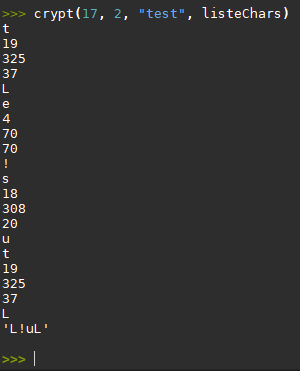 >>> crypt(17, 2, "test", listeChars)
t
19
325
37
L
e
4
70
70
!
s
18
308
20
u
t
19
325
37
L
'L!uL'
>>>